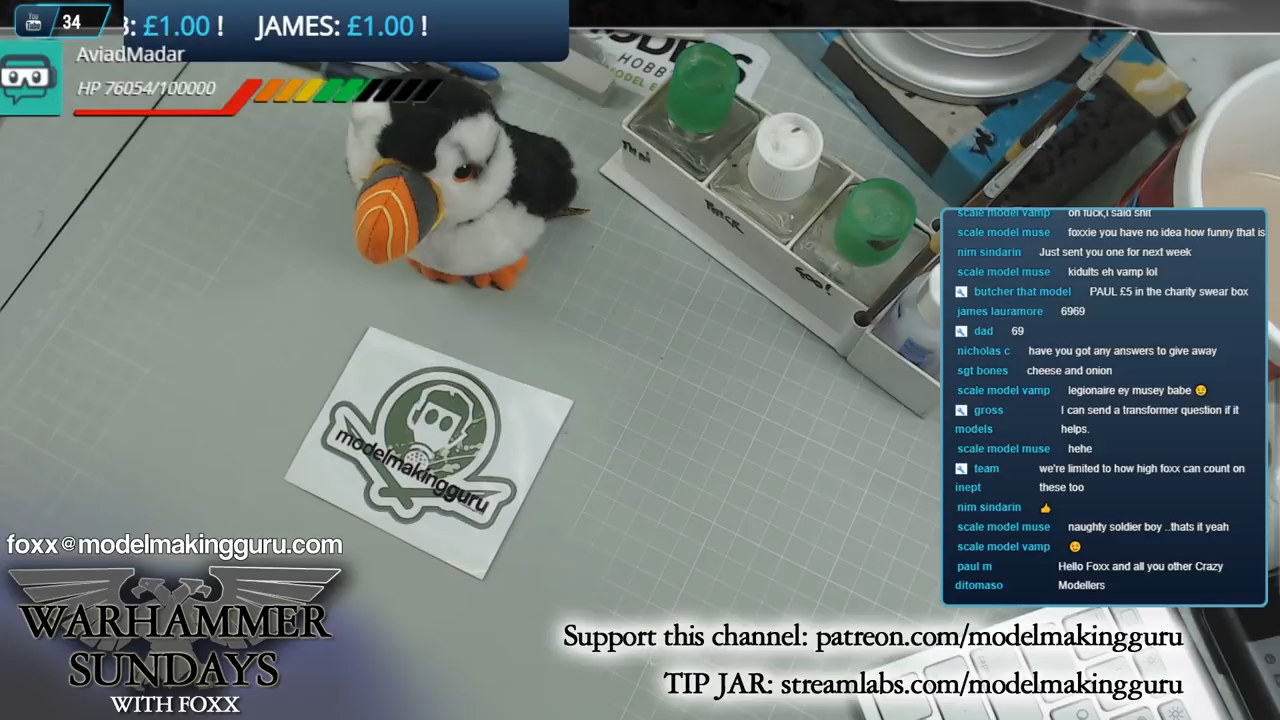 34
: £1.00 ! JAMES: £1.00 !
AviadMadar
HP 76054/100000
HOBB
MODEL
Goo!
modelmakingguru
scale model vamp oh fuck,i said shit
scale model muse foxxie you have no idea how funny that is
nim sindarin Just sent you one for next week
scale model muse kidults eh vamp lol
butcher that model PAUL £5 in the charity swear box
james lauramore 6969
dad 69
nicholas c have you got any answers to give away
sgt bones cheese and onion
scale model vamp legionaire ey musey babe 😉
gross I can send a transformer question if it
models helps.
scale model muse hehe
team we're limited to how high foxx can count on
inept these too
nim sindarin 👍
scale model muse naughty soldier boy ..thats it yeah
scale model vamp 😉
paul m Hello Foxx and all you other Crazy
ditomaso Modellers
foxx@modelmakingguru.com
WARHAMMER
SUNDAYS
WITH FOXX
Support this channel: patreon.com/modelmakingguru
TIP JAR: streamlabs.com/modelmakingguru